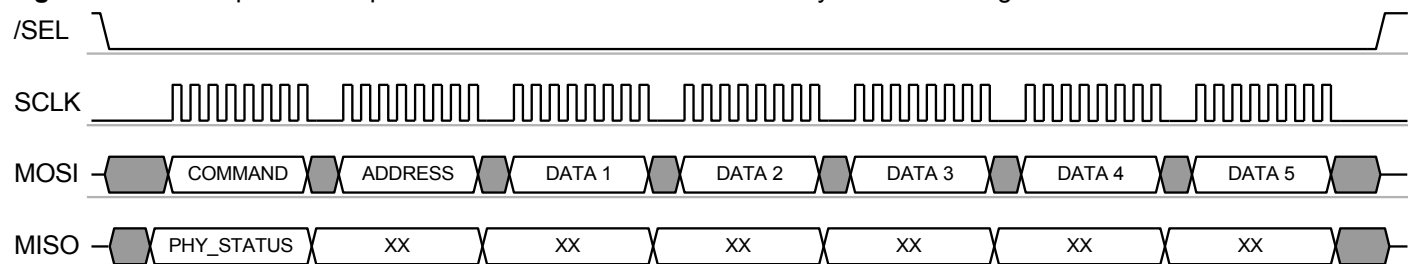 /SEL
SCLK
MOSI COMMAND ADDRESS DATA 1 DATA 2 DATA 3 DATA 4 DATA 5
MISO PHY_STATUS XX XX XX XX XX XX